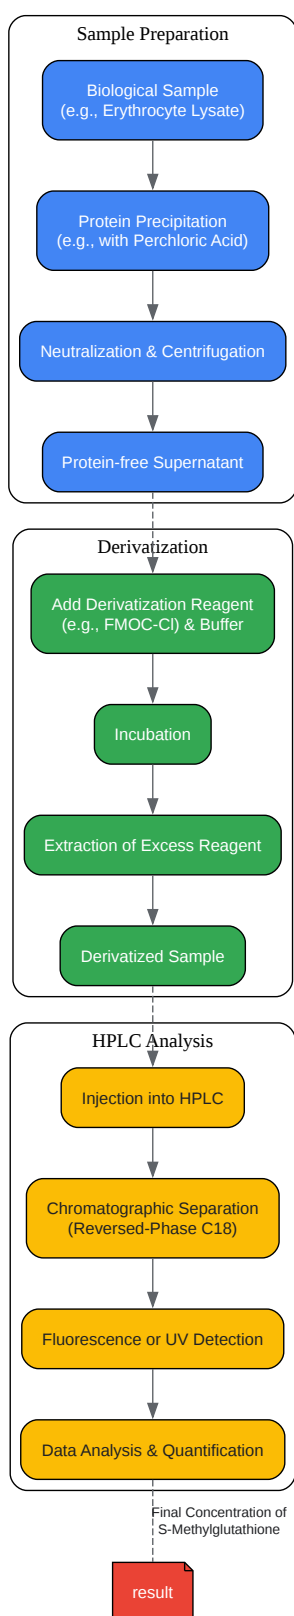 Sample Preparation
Biological Sample
(e.g., Erythrocyte Lysate)
Protein Precipitation
(e.g., with Perchloric Acid)
Neutralization & Centrifugation
Protein-free Supernatant
Derivatization
Add Derivatization Reagent
(e.g., FMOC-Cl) & Buffer
Incubation
Extraction of Excess Reagent
Derivatized Sample
HPLC Analysis
Injection into HPLC
Chromatographic Separation
(Reversed-Phase C18)
Fluorescence or UV Detection
Data Analysis & Quantification
Final Concentration of
S-Methylglutathione
result